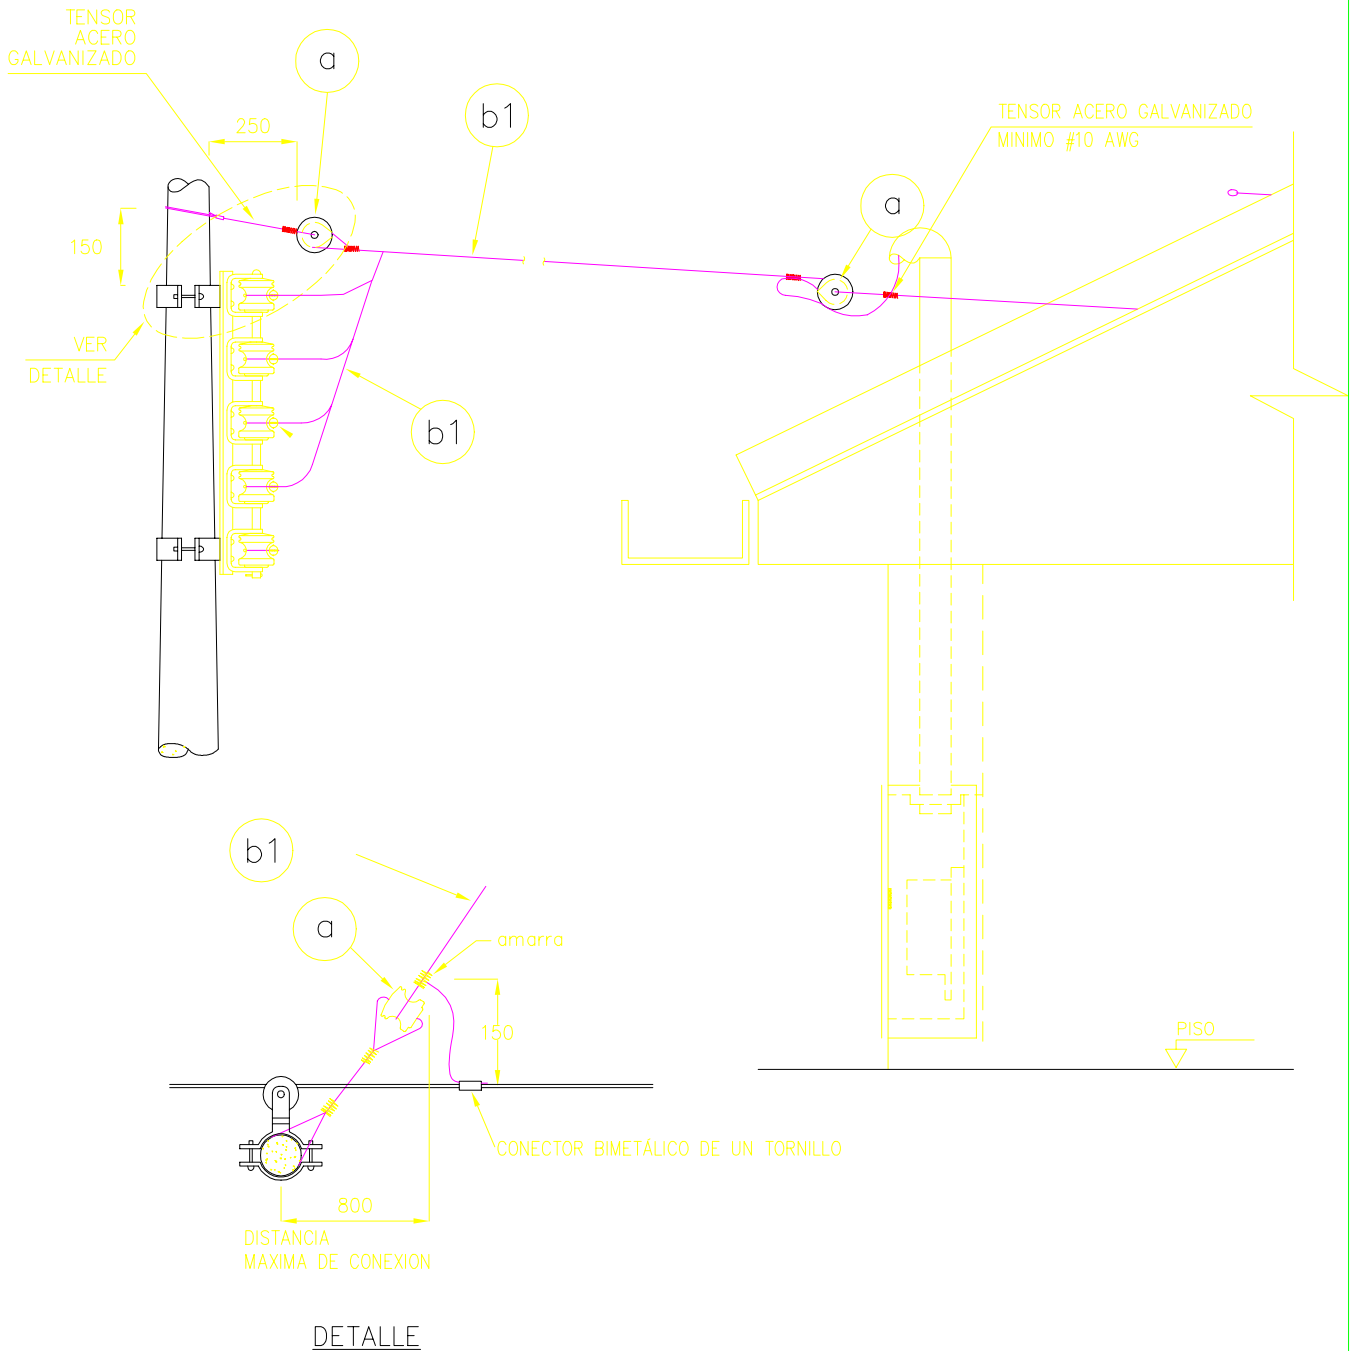 TENSOR
ACERO
GALVANIZADO
a
b1
250
TENSOR ACERO GALVANIZADO
MINIMO #10 AWG
a
150
VER
DETALLE
b1
b1
a
amarra
150
PISO
CONECTOR BIMETÁLICO DE UN TORNILLO
800
DISTANCIA
MAXIMA DE CONEXION
DETALLE